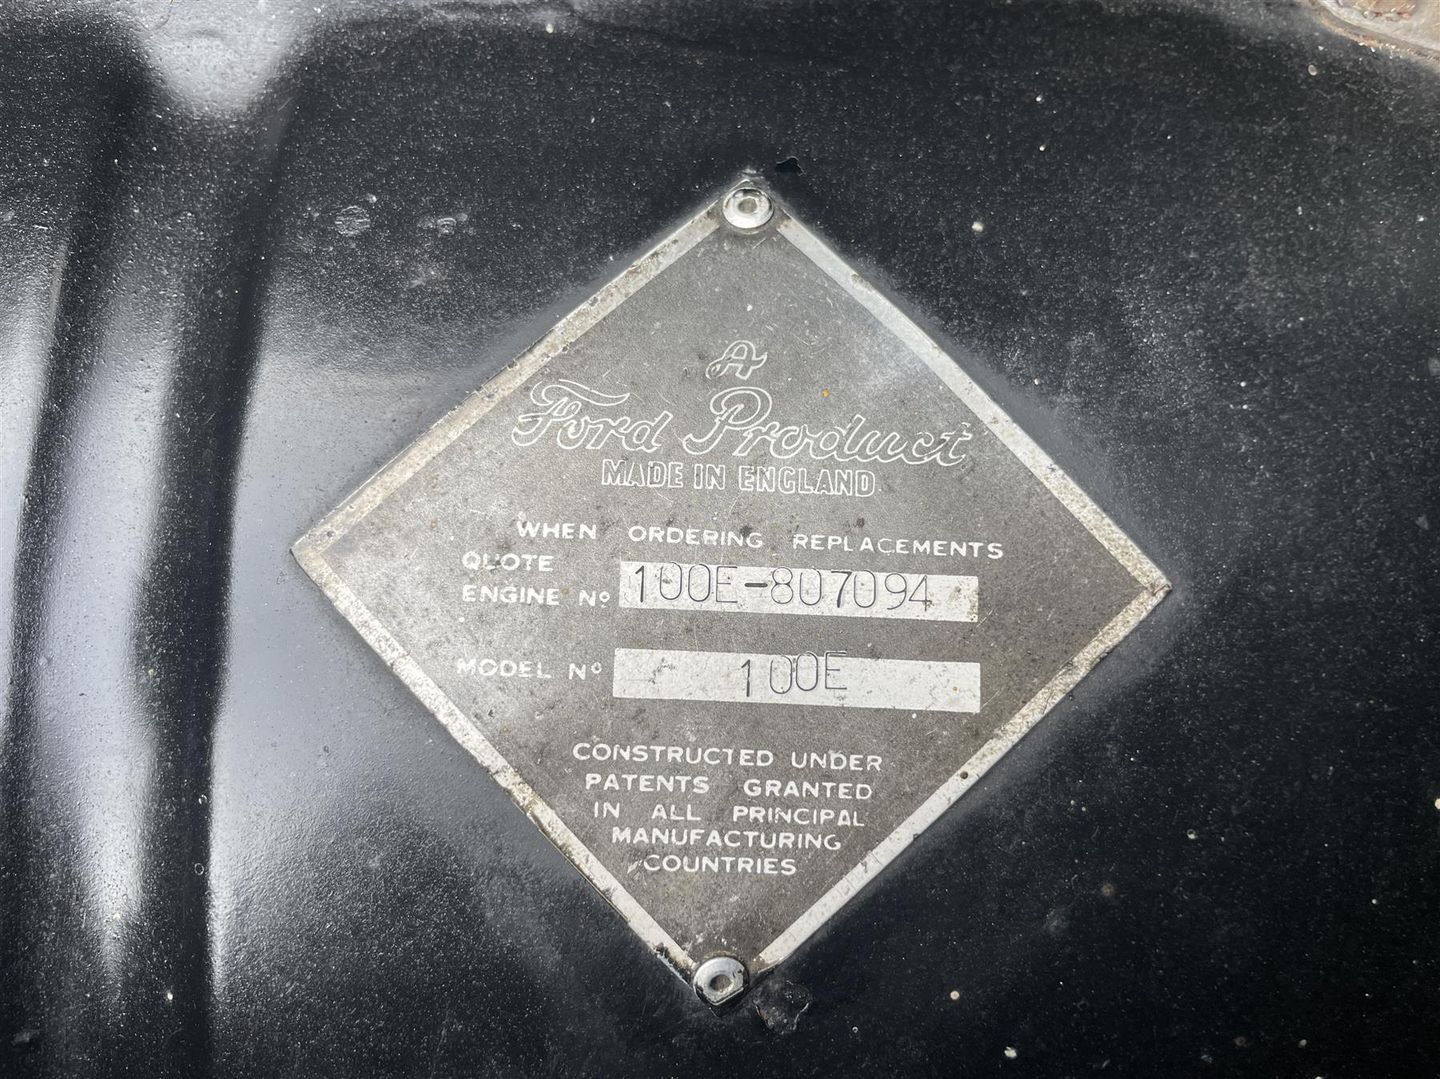 A
Ford Product
MADE IN ENGLAND
WHEN ORDERING REPLACEMENTS
QUOTE
ENGINE Nº 100E-807094
MODEL Nº 100E
CONSTRUCTED UNDER
PATENTS GRANTED
IN ALL PRINCIPAL
MANUFACTURING
COUNTRIES